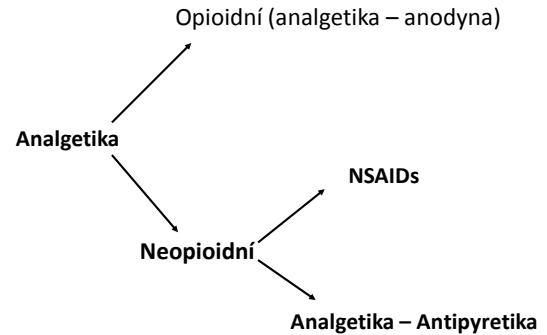 Opioidní (analgetika – anodyna)
Analgetika
NSAIDs
Neopioidní
Analgetika – Antipyretika